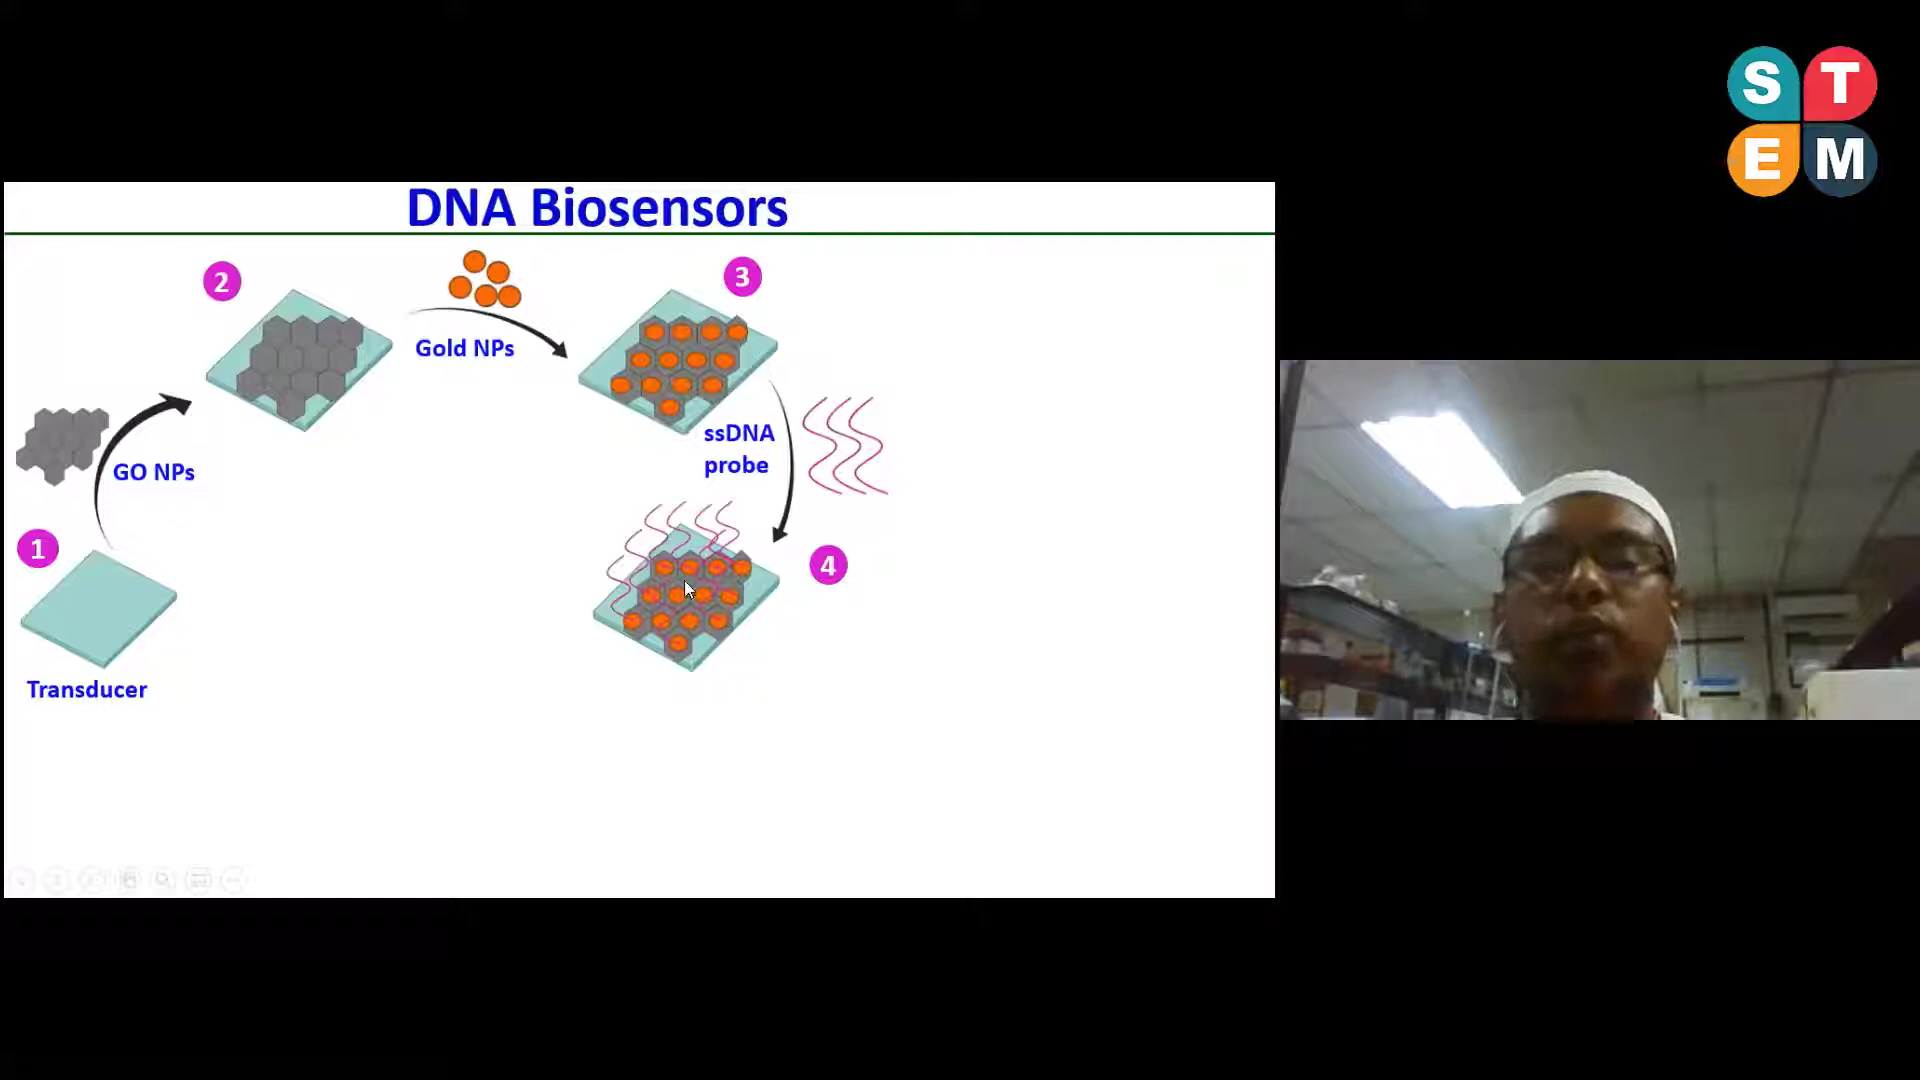 S T
E M
DNA Biosensors
2
3
Gold NPs
ssDNA
probe
GO NPs
1
4
Transducer